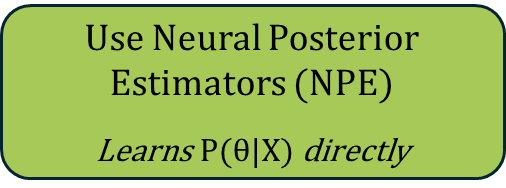 Use Neural Posterior
Estimators (NPE)
Learns P(θ|X) directly